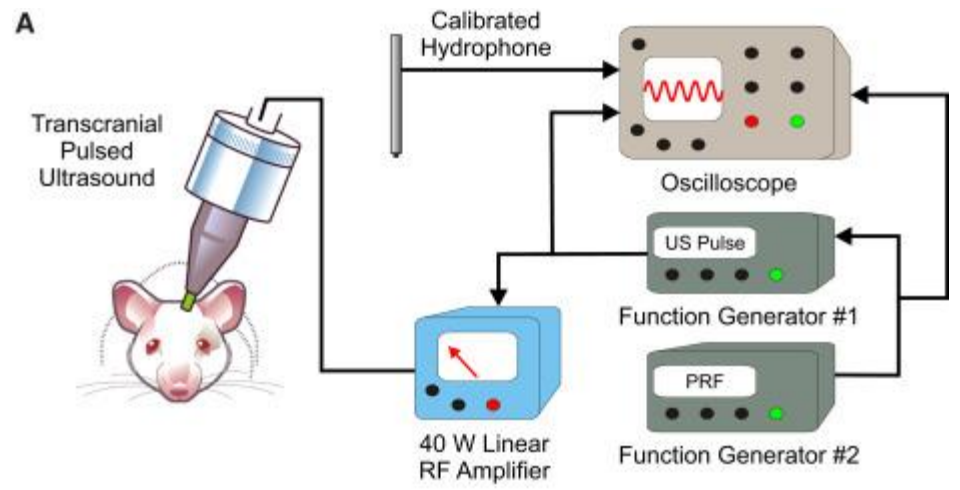 A
Calibrated
Hydrophone
Transcranial
Pulsed
Ultrasound
Oscilloscope
US Pulse
Function Generator #1
PRF
Function Generator #2
40 W Linear
RF Amplifier